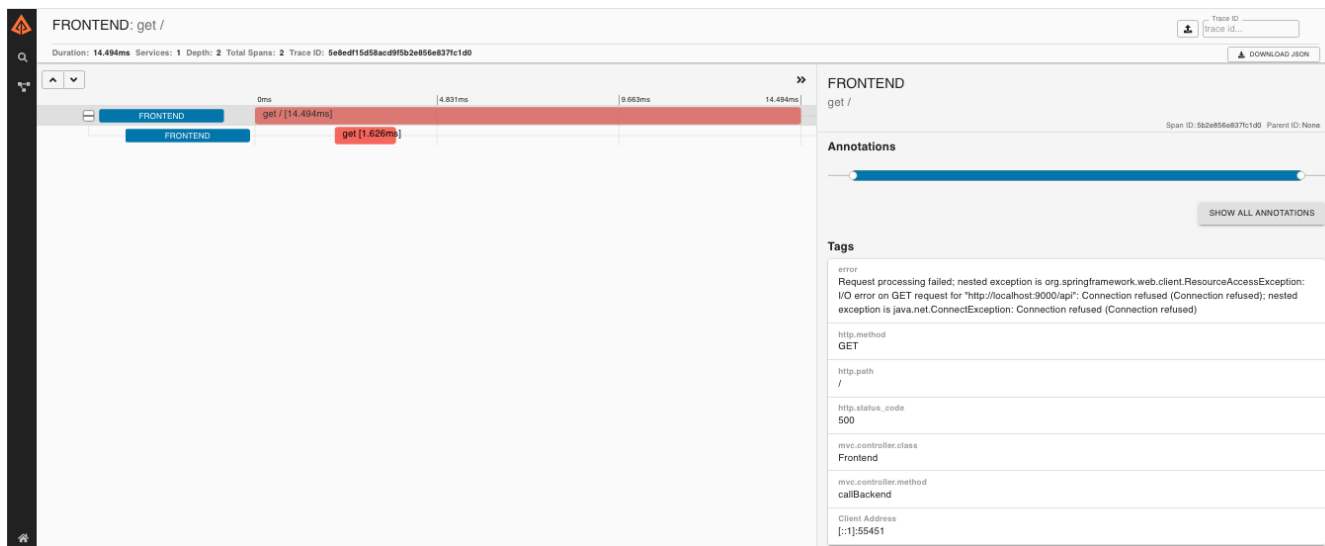 FRONTEND: get /
Trace ID
trace id...
Duration: 14.494ms Services: 1 Depth: 2 Total Spans: 2 Trace ID: 5e8edf15d58acd9f5b2e856e837fc1d0
DOWNLOAD JSON
0ms 4.831ms 9.663ms 14.494ms
FRONTEND get / [14.494ms]
FRONTEND get [1.626ms]
FRONTEND
get /
Span ID: 5b2e856e837fc1d0 Parent ID: None
Annotations
SHOW ALL ANNOTATIONS
Tags
error
Request processing failed; nested exception is org.springframework.web.client.ResourceAccessException:
I/O error on GET request for "http://localhost:9000/api": Connection refused (Connection refused); nested
exception is java.net.ConnectException: Connection refused (Connection refused)
http.method
GET
http.path
/
http.status_code
500
mvc.controller.class
Frontend
mvc.controller.method
callBackend
Client Address
[::1]:55451